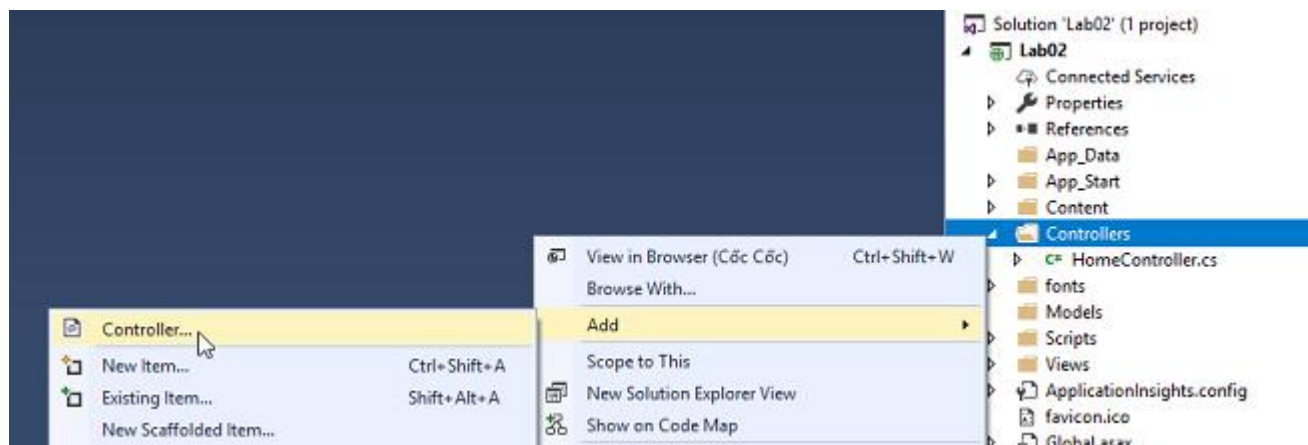 Solution 'Lab02' (1 project)
Lab02
Connected Services
Properties
References
App_Data
App_Start
Content
Controllers
HomeController.cs
fonts
Models
Scripts
Views
ApplicationInsights.config
favicon.ico
Global.asax
View in Browser (Cốc Cốc) Ctrl+Shift+W
Browse With...
Add
Scope to This
New Solution Explorer View
Show on Code Map
Controller...
New Item... Ctrl+Shift+A
Existing Item... Shift+Alt+A
New Scaffolded Item...